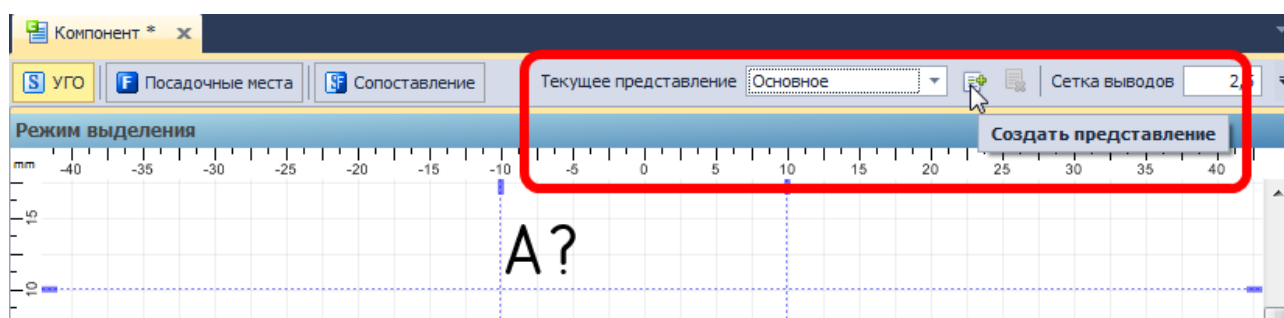 Компонент *
S УГО F Посадочные места SF Сопоставление Текущее представление Основное Сетка выводов 2,5
Режим выделения Создать представление
mm -40 -35 -30 -25 -20 -15 -10 -5 0 5 10 15 20 25 30 35 40
15
A?
10